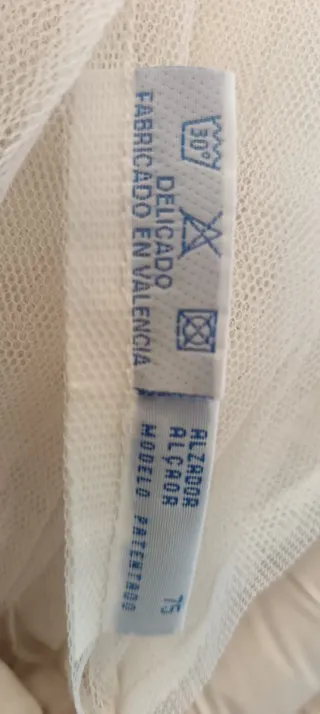 30°
DELICADO
FABRICADO EN VALENCIA
ALZADOR
ALÇAOR
MODELO PATENTADO
75